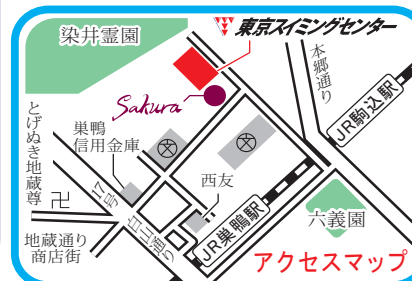 染井霊園
東京スイミングセンター
本郷通り
JR駒込駅
Sakura
とげぬき地蔵尊
巣鴨
信用金庫
17号
白山通り
西友
地蔵通り
商店街
JR巣鴨駅
六義園
アクセスマップ